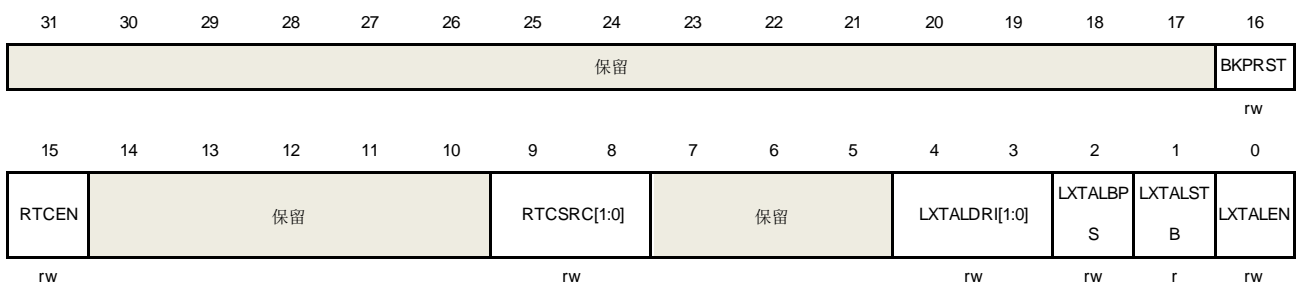 31 30 29 28 27 26 25 24 23 22 21 20 19 18 17 16
保留 BKPRST
rw
15 14 13 12 11 10 9 8 7 6 5 4 3 2 1 0
RTCEN 保留 RTCSRC[1:0] 保留 LXTALDRI[1:0] LXTALBP LXTALST LXTALEN
S B
rw rw rw rw r rw